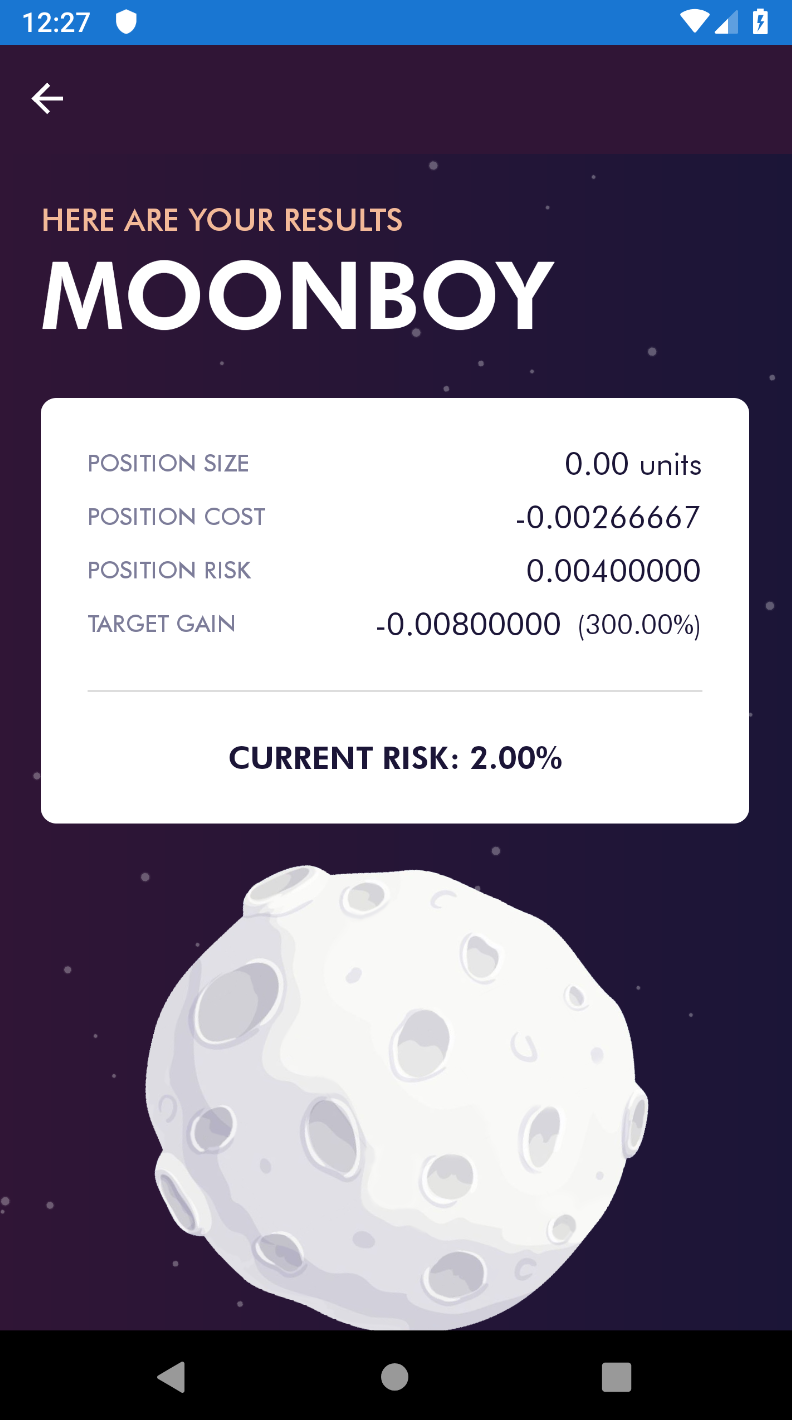 12:27
HERE ARE YOUR RESULTS
MOONBOY
POSITION SIZE 0.00 units
POSITION COST -0.00266667
POSITION RISK 0.00400000
TARGET GAIN -0.00800000 (300.00%)
CURRENT RISK: 2.00%